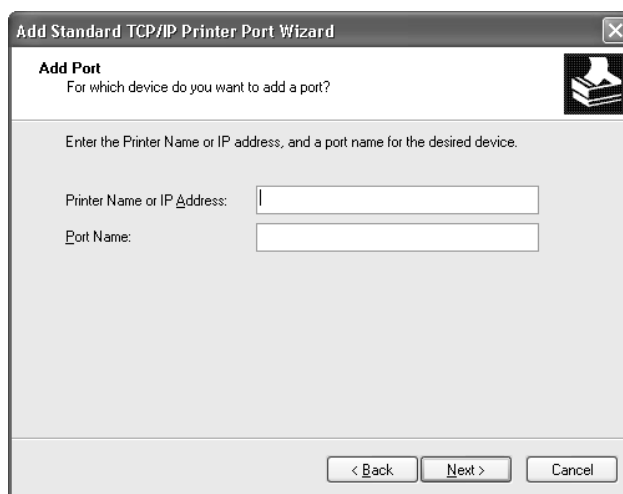 Add Standard TCP/IP Printer Port Wizard
Add Port
For which device do you want to add a port?
Enter the Printer Name or IP address, and a port name for the desired device.
Printer Name or IP Address:
Port Name:
< Back Next > Cancel